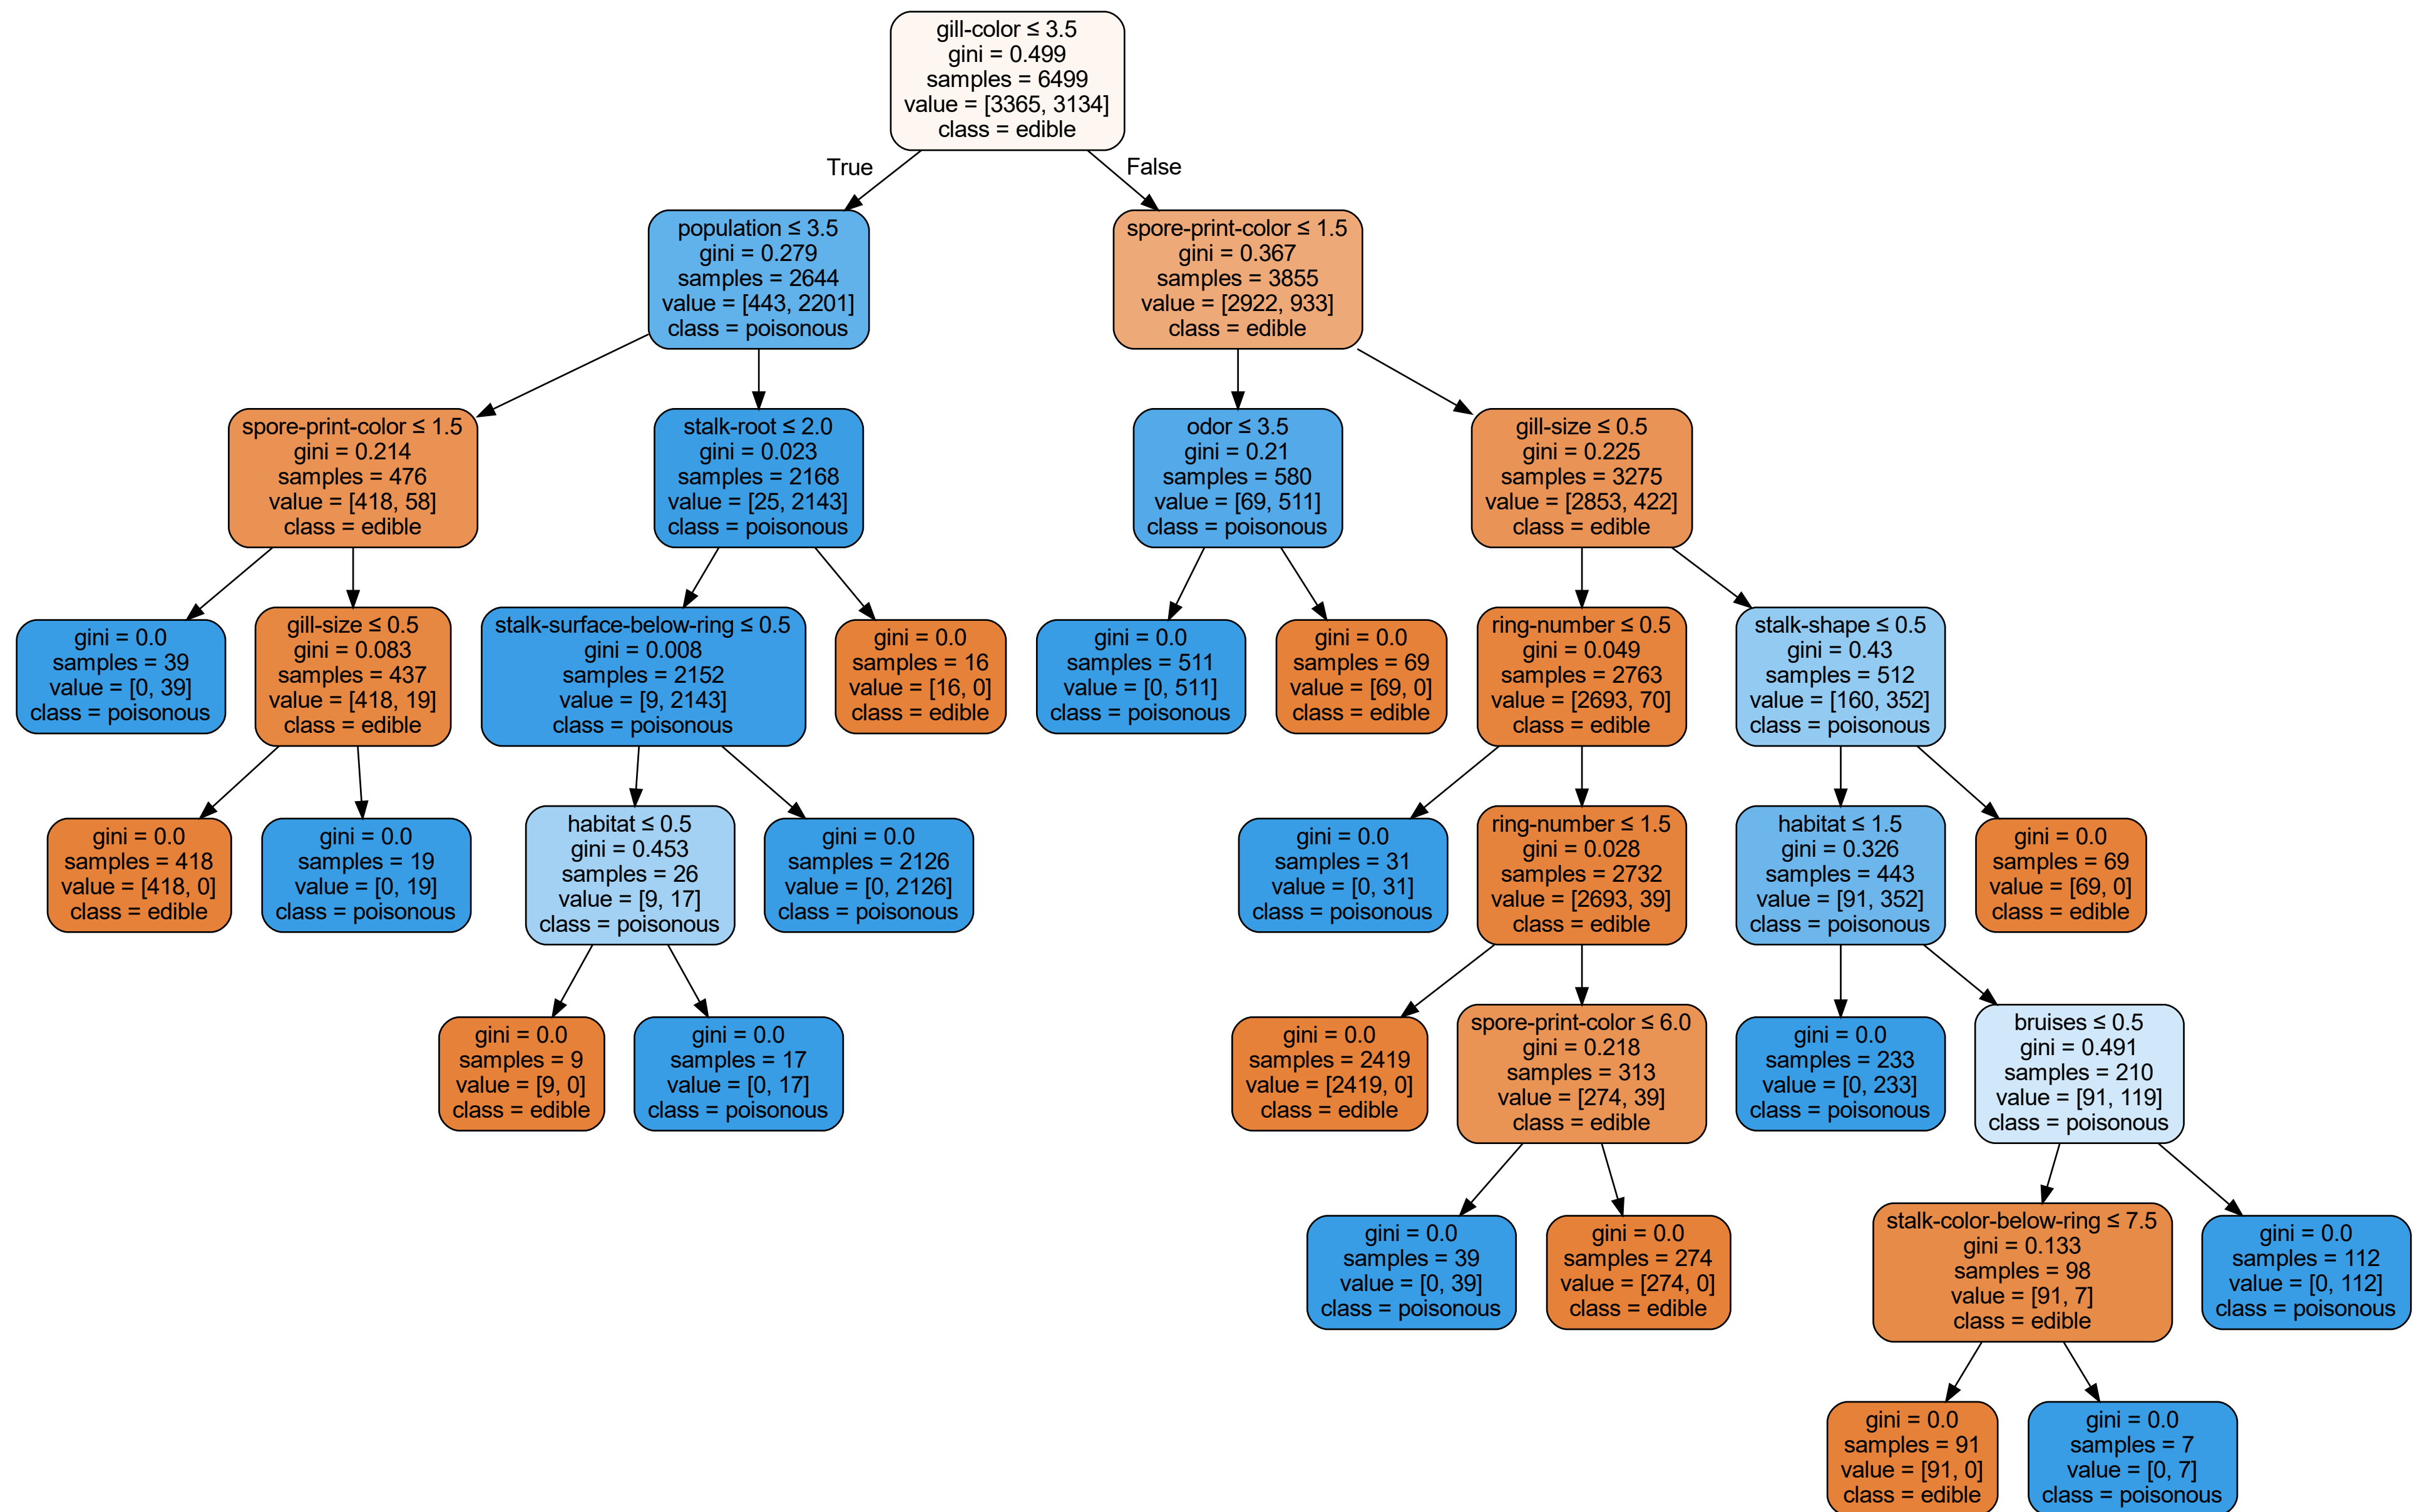 gill-color ≤ 3.5
gini = 0.499
samples = 6499
value = [3365, 3134]
class = edible
True
False
population ≤ 3.5
gini = 0.279
samples = 2644
value = [443, 2201]
class = poisonous
spore-print-color ≤ 1.5
gini = 0.367
samples = 3855
value = [2922, 933]
class = edible
spore-print-color ≤ 1.5
gini = 0.214
samples = 476
value = [418, 58]
class = edible
stalk-root ≤ 2.0
gini = 0.023
samples = 2168
value = [25, 2143]
class = poisonous
odor ≤ 3.5
gini = 0.21
samples = 580
value = [69, 511]
class = poisonous
gill-size ≤ 0.5
gini = 0.225
samples = 3275
value = [2853, 422]
class = edible
gini = 0.0
samples = 39
value = [0, 39]
class = poisonous
gill-size ≤ 0.5
gini = 0.083
samples = 437
value = [418, 19]
class = edible
stalk-surface-below-ring ≤ 0.5
gini = 0.008
samples = 2152
value = [9, 2143]
class = poisonous
gini = 0.0
samples = 16
value = [16, 0]
class = edible
gini = 0.0
samples = 511
value = [0, 511]
class = poisonous
gini = 0.0
samples = 69
value = [69, 0]
class = edible
ring-number ≤ 0.5
gini = 0.049
samples = 2763
value = [2693, 70]
class = edible
stalk-shape ≤ 0.5
gini = 0.43
samples = 512
value = [160, 352]
class = poisonous
gini = 0.0
samples = 418
value = [418, 0]
class = edible
gini = 0.0
samples = 19
value = [0, 19]
class = poisonous
habitat ≤ 0.5
gini = 0.453
samples = 26
value = [9, 17]
class = poisonous
gini = 0.0
samples = 2126
value = [0, 2126]
class = poisonous
gini = 0.0
samples = 31
value = [0, 31]
class = poisonous
ring-number ≤ 1.5
gini = 0.028
samples = 2732
value = [2693, 39]
class = edible
habitat ≤ 1.5
gini = 0.326
samples = 443
value = [91, 352]
class = poisonous
gini = 0.0
samples = 69
value = [69, 0]
class = edible
gini = 0.0
samples = 9
value = [9, 0]
class = edible
gini = 0.0
samples = 17
value = [0, 17]
class = poisonous
gini = 0.0
samples = 2419
value = [2419, 0]
class = edible
spore-print-color ≤ 6.0
gini = 0.218
samples = 313
value = [274, 39]
class = edible
gini = 0.0
samples = 233
value = [0, 233]
class = poisonous
bruises ≤ 0.5
gini = 0.491
samples = 210
value = [91, 119]
class = poisonous
gini = 0.0
samples = 39
value = [0, 39]
class = poisonous
gini = 0.0
samples = 274
value = [274, 0]
class = edible
stalk-color-below-ring ≤ 7.5
gini = 0.133
samples = 98
value = [91, 7]
class = edible
gini = 0.0
samples = 112
value = [0, 112]
class = poisonous
gini = 0.0
samples = 91
value = [91, 0]
class = edible
gini = 0.0
samples = 7
value = [0, 7]
class = poisonous